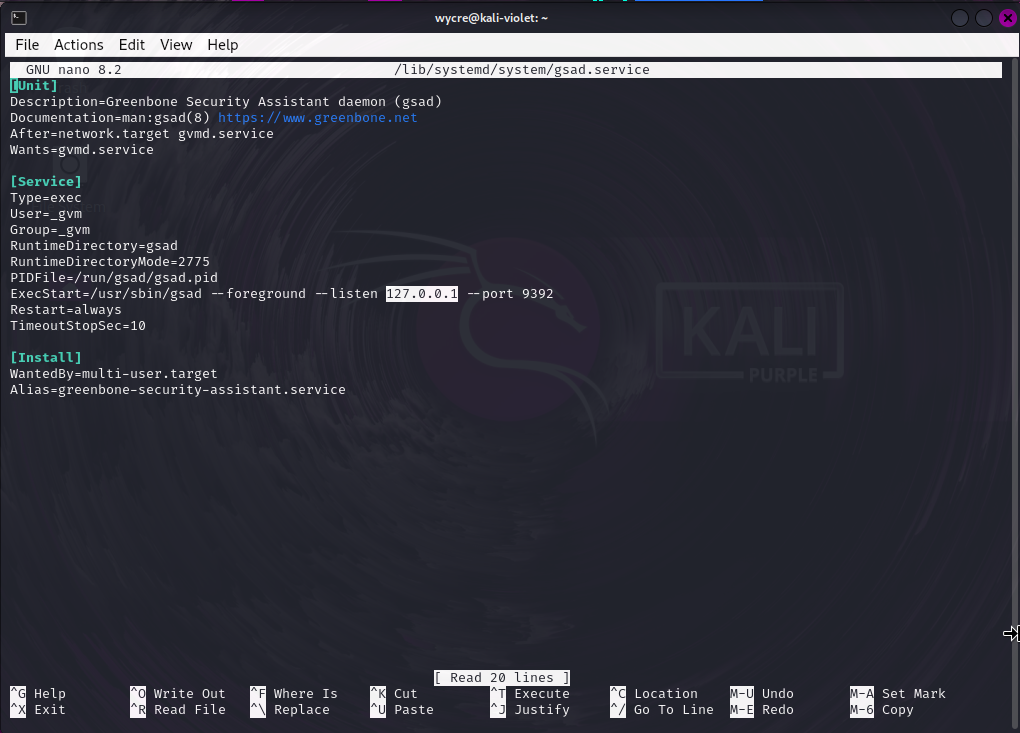 wycre@kali-violet: ~
File Actions Edit View Help
GNU nano 8.2 /lib/systemd/system/gsad.service
[Unit]
Description=Greenbone Security Assistant daemon (gsad)
Documentation=man:gsad(8) https://www.greenbone.net
After=network.target gvmd.service
Wants=gvmd.service
[Service]
Type=exec
User=_gvm
Group=_gvm
RuntimeDirectory=gsad
RuntimeDirectoryMode=2775
PIDFile=/run/gsad/gsad.pid
ExecStart=/usr/sbin/gsad --foreground --listen 127.0.0.1 --port 9392
Restart=always
TimeoutStopSec=10
[Install]
WantedBy=multi-user.target
Alias=greenbone-security-assistant.service
KALI
PURPLE
[ Read 20 lines ]
^G Help ^O Write Out ^F Where Is ^K Cut ^T Execute ^C Location M-U Undo M-A Set Mark
^X Exit ^R Read File ^\ Replace ^U Paste ^J Justify ^/ Go To Line M-E Redo M-6 Copy